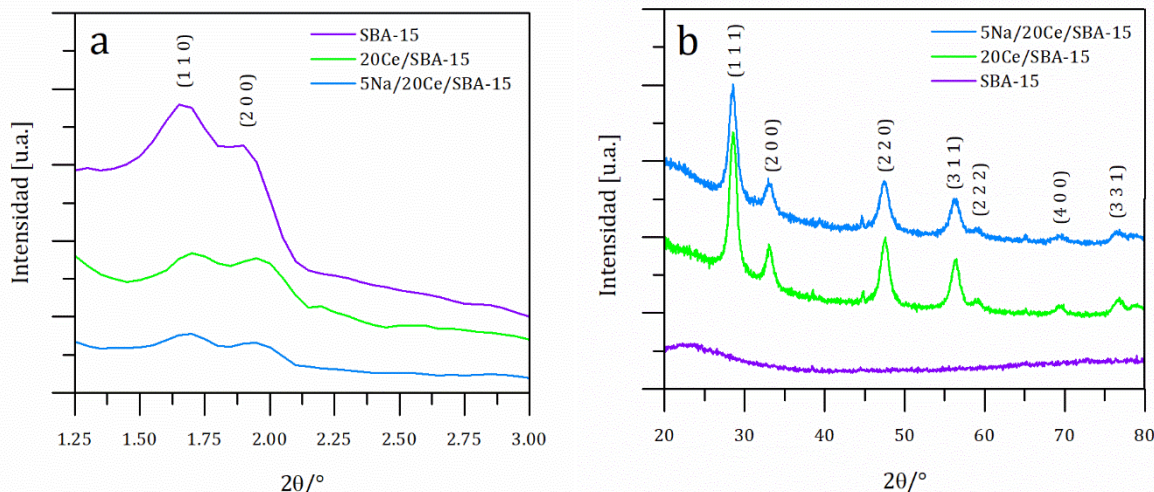 a
SBA-15
20Ce/SBA-15
5Na/20Ce/SBA-15
(1 1 0)
(2 0 0)
Intensidad [u.a.]
1.25 1.50 1.75 2.00 2.25 2.50 2.75 3.00
2θ/°
b
5Na/20Ce/SBA-15
20Ce/SBA-15
SBA-15
(1 1 1)
(2 0 0)
(2 2 0)
(3 1 1)
(2 2 2)
(4 0 0)
(3 3 1)
Intensidad [u.a.]
20 30 40 50 60 70 80
2θ/°